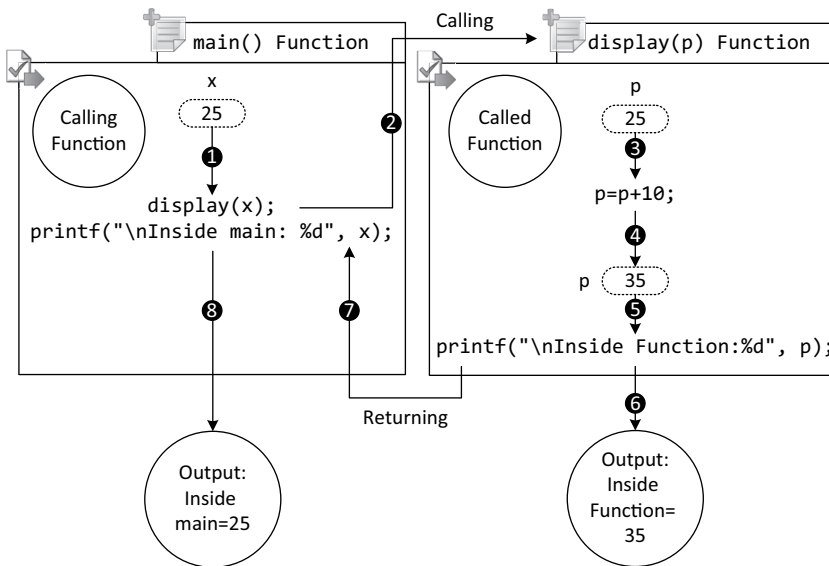 Calling
main() Function
display(p) Function
x
25
Calling
Function
1
2
display(x);
printf("\nInside main: %d", x);
8
7
Returning
Output:
Inside
main=25
p
25
Called
Function
3
p=p+10;
4
p
35
5
printf("\nInside Function:%d", p);
6
Output:
Inside
Function=
35